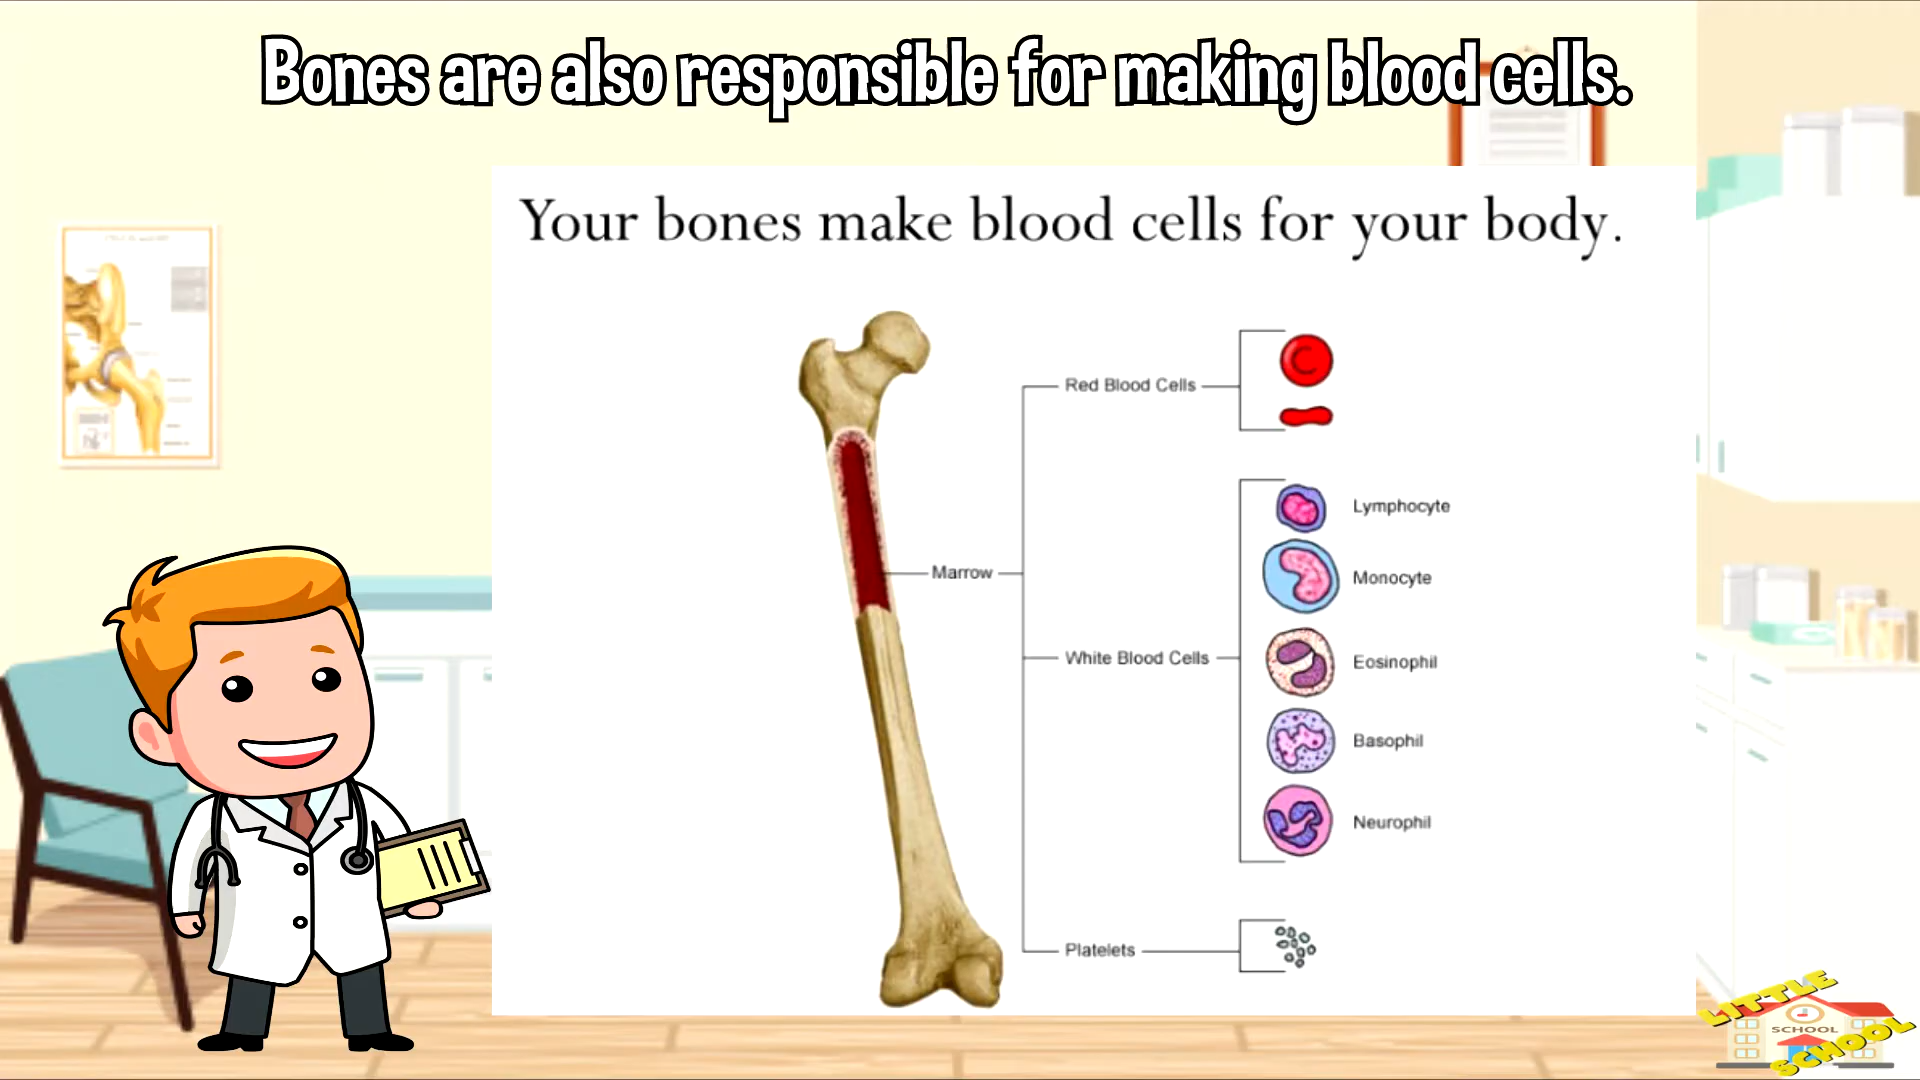 Bones are also responsible for making blood cells.
Your bones make blood cells for your body.
Red Blood Cells
Lymphocyte
Monocyte
Marrow
White Blood Cells
Eosinophil
Basophil
Neurophil
Platelets
LITTLE
SCHOOL
SCHOOL